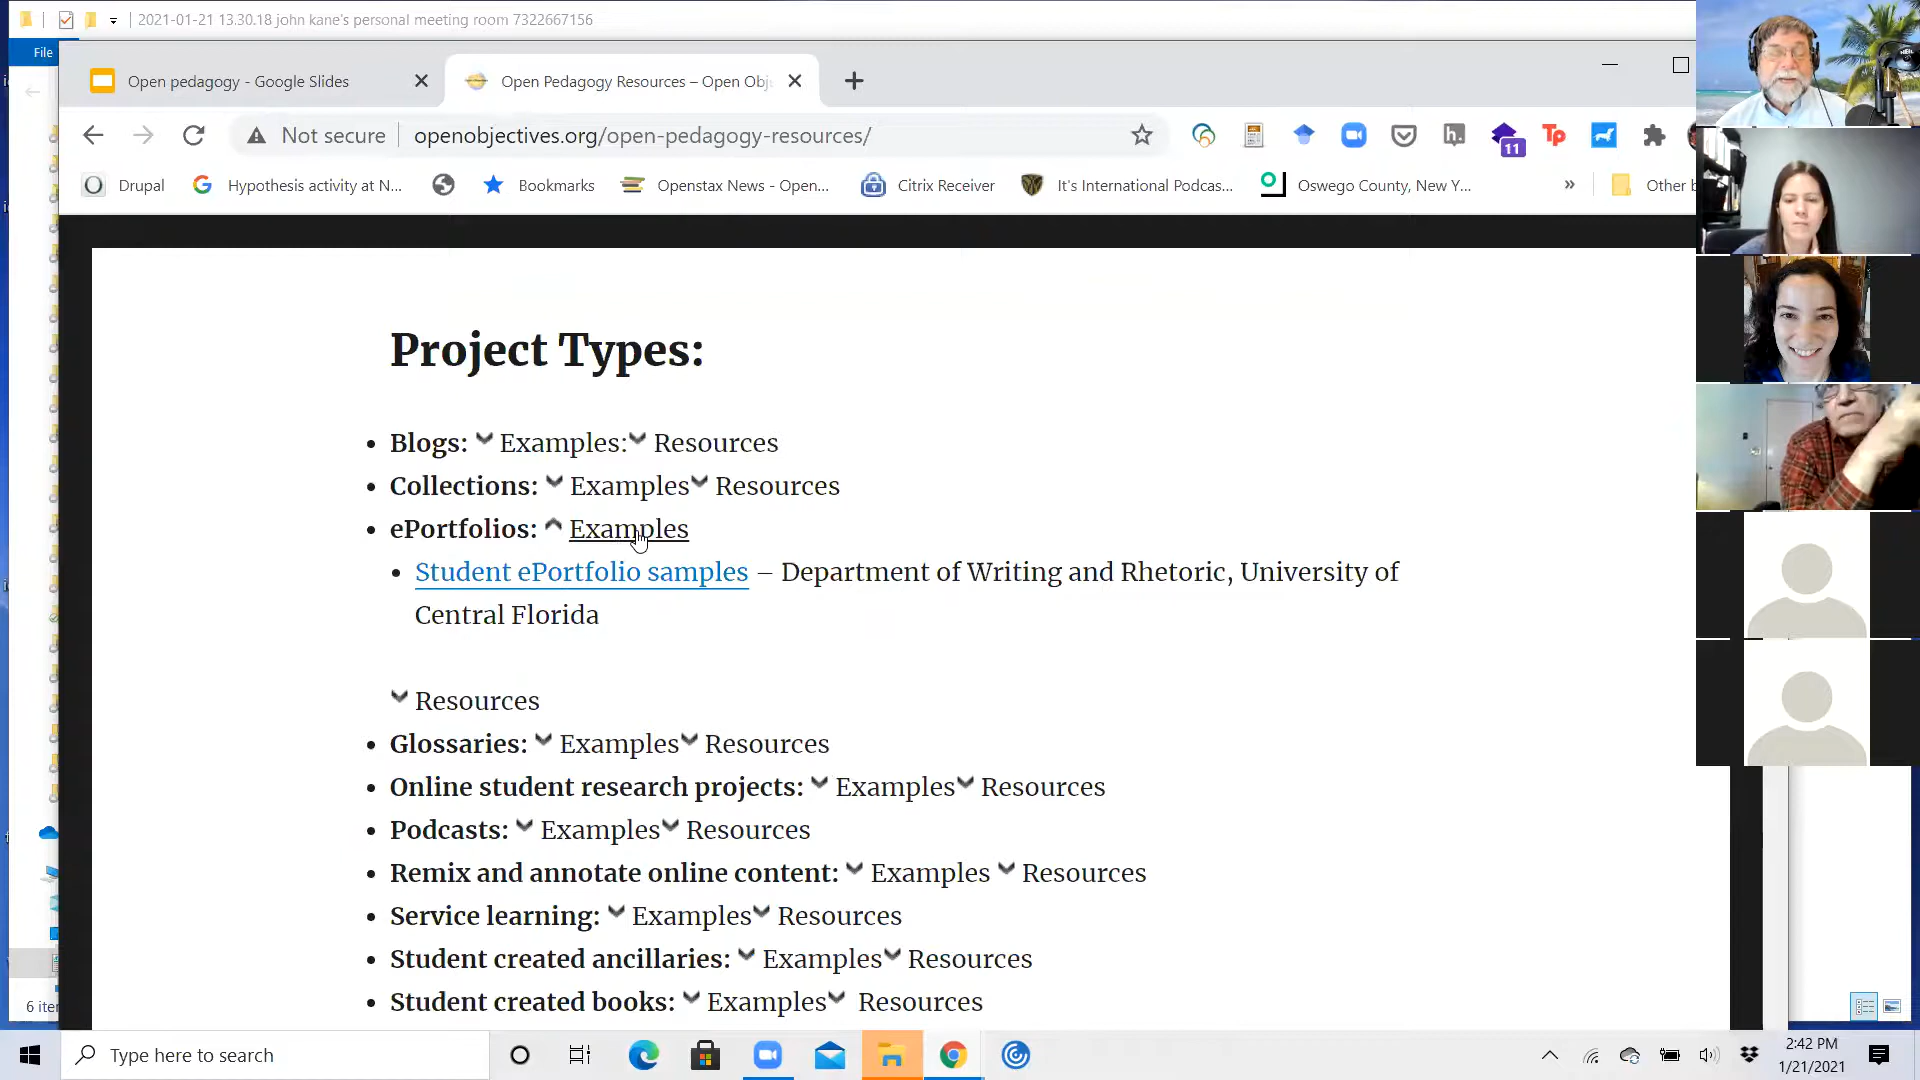 2021-01-21 13.30.18 john kane's personal meeting room 7322667156
File
Open pedagogy - Google Slides
Open Pedagogy Resources – Open Obj
Not secure
openobjectives.org/open-pedagogy-resources/
h.
11
Tp
Drupal
Hypothesis activity at N...
Bookmarks
Openstax News - Open...
Citrix Receiver
It's International Podcas...
Oswego County, New Y...
»
Other b
Project Types:
• Blogs: Examples: Resources
• Collections: Examples Resources
• ePortfolios: Examples
• Student ePortfolio samples – Department of Writing and Rhetoric, University of
Central Florida
Resources
• Glossaries: Examples Resources
• Online student research projects: Examples Resources
• Podcasts: Examples Resources
• Remix and annotate online content: Examples Resources
• Service learning: Examples Resources
• Student created ancillaries: Examples Resources
• Student created books: Examples Resources
6 iter
Type here to search
2:42 PM
1/21/2021